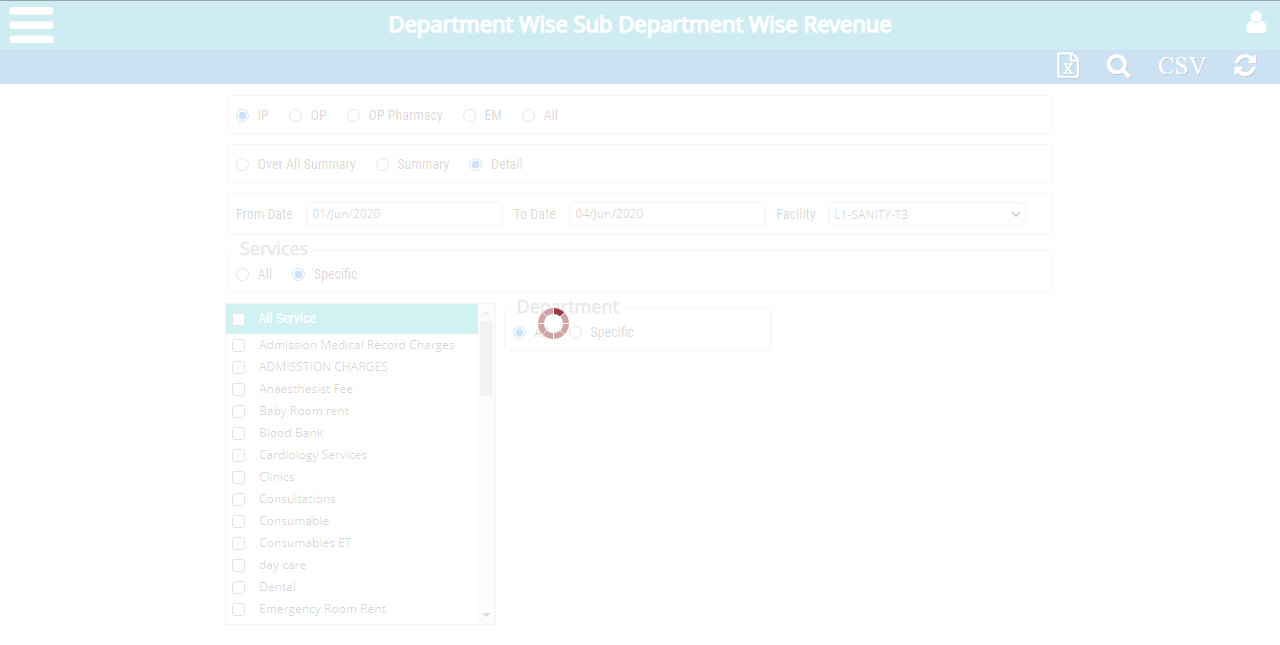 Department Wise Sub Department Wise Revenue
CSV
IP OP OP Pharmacy EM All
Over All Summary Summary Detail
From Date 01/Jun/2020 To Date 04/Jun/2020 Facility L1-SANITY-T3
Services
All Specific
Department
Specific
All Service
Admission Medical Record Charges
ADMISSTION CHARGES
Anaesthesist Fee
Baby Room rent
Blood Bank
Cardiology Services
Clinics
Consultations
Consumable
Consumables ET
day care
Dental
Emergency Room Rent